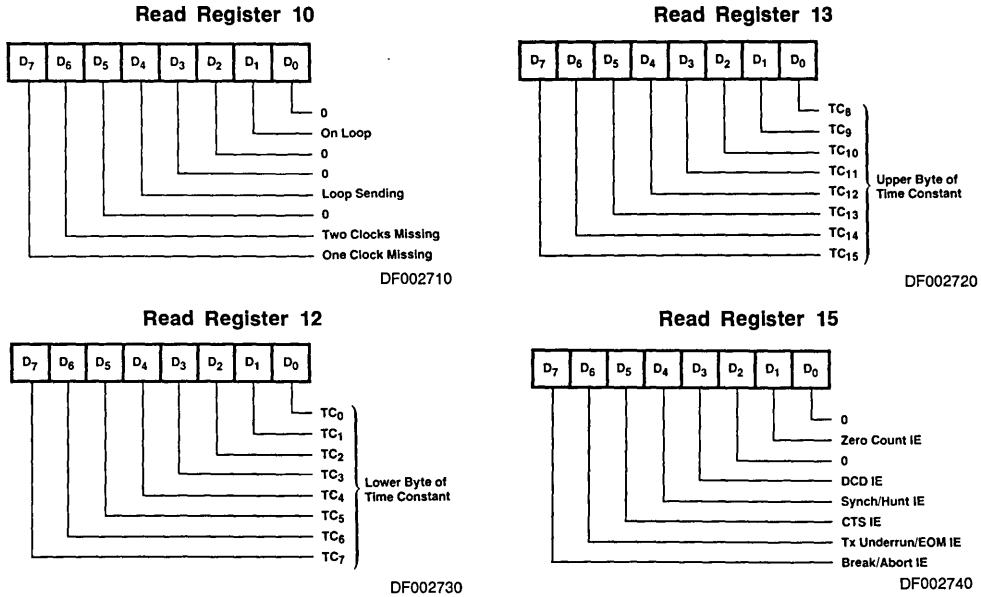 Read Register 10
D7 D6 D5 D4 D3 D2 D1 D0
0
On Loop
0
0
Loop Sending
0
Two Clocks Missing
One Clock Missing
DF002710
Read Register 13
D7 D6 D5 D4 D3 D2 D1 D0
TC8
TC9
TC10
TC11
TC12
TC13
TC14
TC15
Upper Byte of
Time Constant
DF002720
Read Register 12
D7 D6 D5 D4 D3 D2 D1 D0
TC0
TC1
TC2
TC3
TC4
TC5
TC6
TC7
Lower Byte of
Time Constant
DF002730
Read Register 15
D7 D6 D5 D4 D3 D2 D1 D0
0
Zero Count IE
0
DCD IE
Synch/Hunt IE
CTS IE
Tx Underrun/EOM IE
Break/Abort IE
DF002740